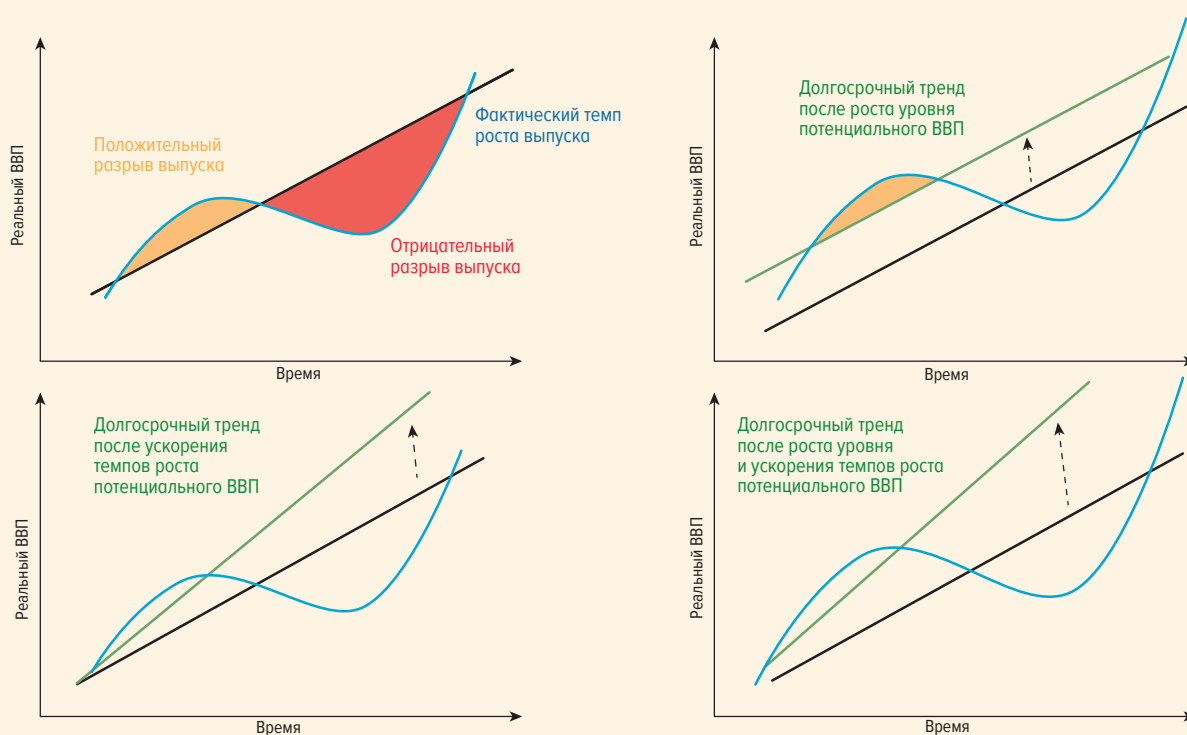 Реальный ВВП
Положительный
разрыв выпуска
Фактический темп
роста выпуска
Отрицательный
разрыв выпуска
Время
Реальный ВВП
Долгосрочный тренд
после роста уровня
потенциального ВВП
Время
Реальный ВВП
Долгосрочный тренд
после ускорения
темпов роста
потенциального ВВП
Время
Реальный ВВП
Долгосрочный тренд
после роста уровня
и ускорения темпов роста
потенциального ВВП
Время